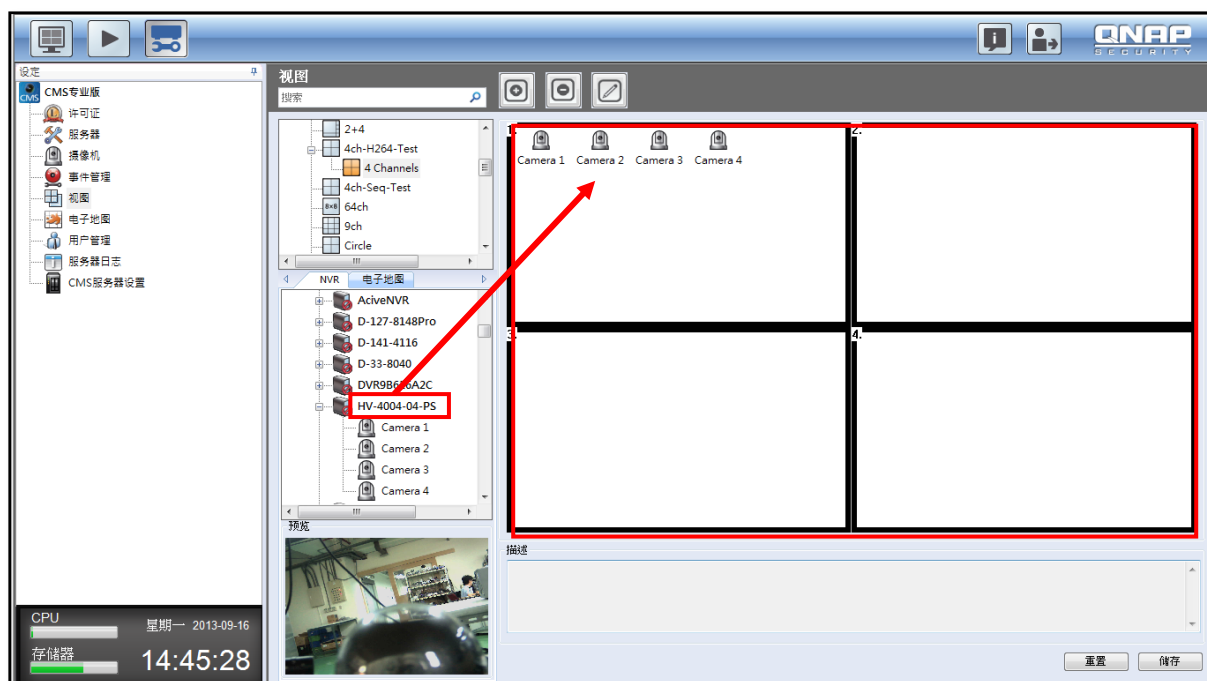 QNAP
SECURITY
设定
CMS专业版
许可证
服务器
摄像机
事件管理
视图
电子地图
用户管理
服务器日志
CMS服务器设置
CPU
星期一 2013-09-16
存储器
14:45:28
视图
搜索
2+4
4ch-H264-Test
4 Channels
4ch-Seq-Test
8×8 64ch
9ch
Circle
NVR 电子地图
AciveNVR
D-127-8148Pro
D-141-4116
D-33-8040
HV-4004-04-PS
Camera 1
Camera 2
Camera 3
Camera 4
预览
1. 2.
Camera 1 Camera 2 Camera 3 Camera 4
3. 4.
描述
重置 储存